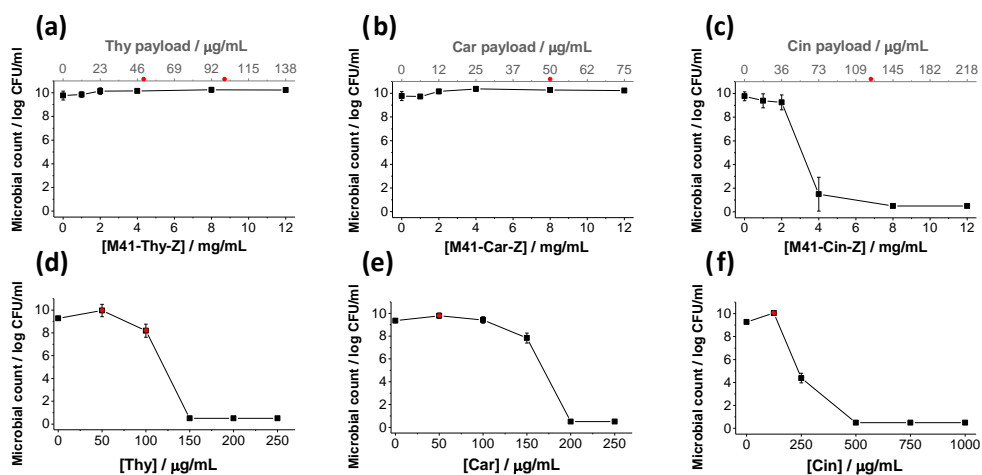 (a)
Thy payload / µg/mL
0 23 46 69 92 115 138
Microbial count / log CFU/ml
10
8
6
4
2
0
0 2 4 6 8 10 12
[M41-Thy-Z] / mg/mL
(b)
Car payload / µg/mL
0 12 25 37 50 62 75
Microbial count / log CFU/ml
10
8
6
4
2
0
0 2 4 6 8 10 12
[M41-Car-Z] / mg/mL
(c)
Cin payload / µg/mL
0 36 73 109 145 182 218
Microbial count / log CFU/ml
10
8
6
4
2
0
0 2 4 6 8 10 12
[M41-Cin-Z] / mg/mL
(d)
Microbial count / log CFU/ml
10
8
6
4
2
0
0 50 100 150 200 250
[Thy] / µg/mL
(e)
Microbial count / log CFU/ml
10
8
6
4
2
0
0 50 100 150 200 250
[Car] / µg/mL
(f)
Microbial count / log CFU/ml
10
8
6
4
2
0
0 250 500 750 1000
[Cin] / µg/mL